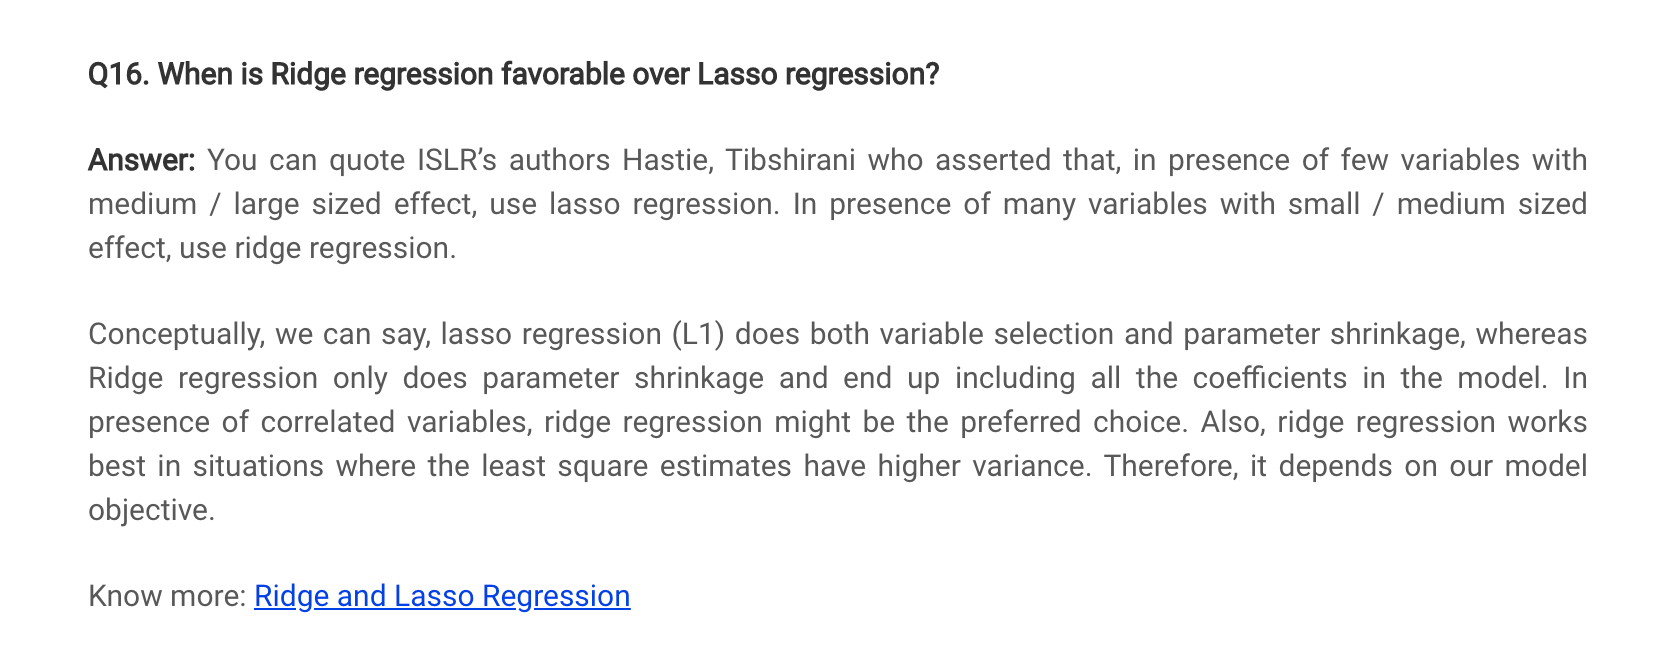 Q16. When is Ridge regression favorable over Lasso regression?
Answer: You can quote ISLR’s authors Hastie, Tibshirani who asserted that, in presence of few variables with
medium / large sized effect, use lasso regression. In presence of many variables with small / medium sized
effect, use ridge regression.
Conceptually, we can say, lasso regression (L1) does both variable selection and parameter shrinkage, whereas
Ridge regression only does parameter shrinkage and end up including all the coefficients in the model. In
presence of correlated variables, ridge regression might be the preferred choice. Also, ridge regression works
best in situations where the least square estimates have higher variance. Therefore, it depends on our model
objective.
Know more: Ridge and Lasso Regression